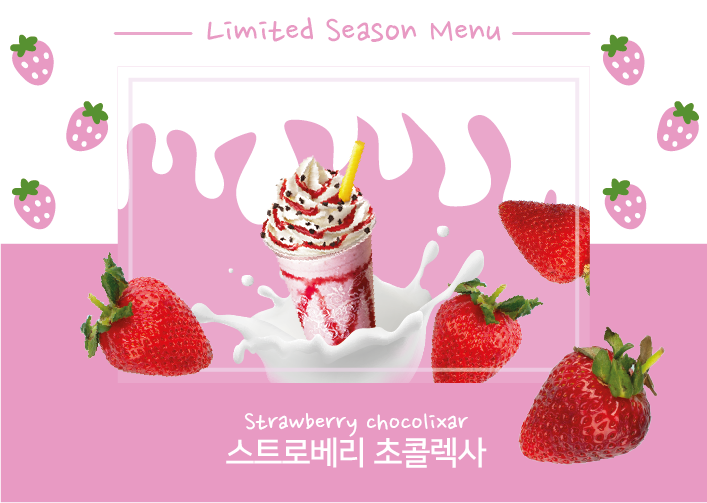 Limited Season Menu
Strawberry chocolixar
스트로베리 초콜렉사